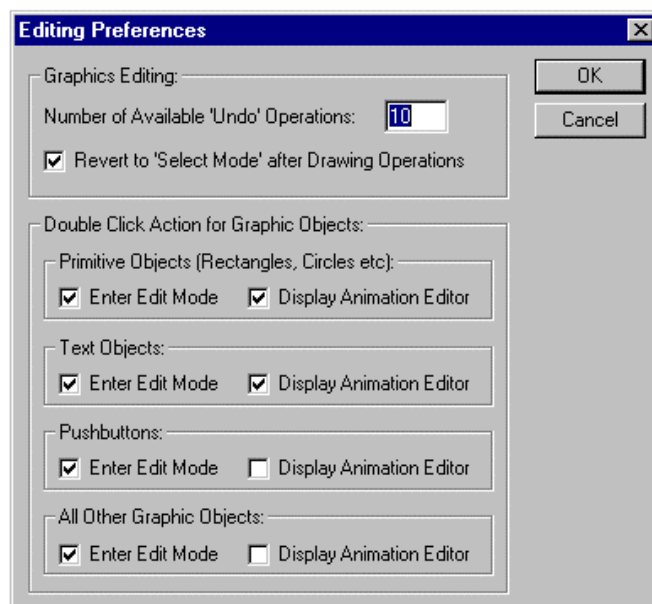 Editing Preferences
Graphics Editing:
OK
Number of Available 'Undo' Operations: 10
Cancel
Revert to 'Select Mode' after Drawing Operations
Double Click Action for Graphic Objects:
Primitive Objects (Rectangles, Circles etc):
Enter Edit Mode Display Animation Editor
Text Objects:
Enter Edit Mode Display Animation Editor
Pushbuttons:
Enter Edit Mode Display Animation Editor
All Other Graphic Objects:
Enter Edit Mode Display Animation Editor